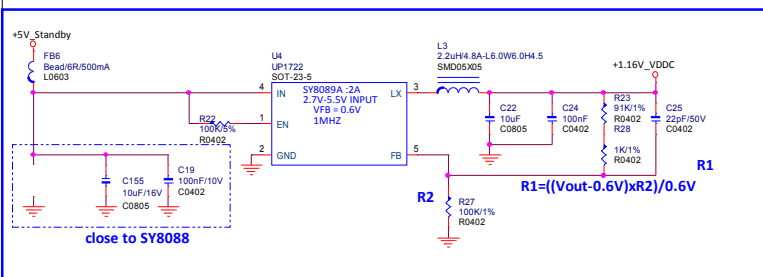 +5V_Standby
FB6
Bead/6R/500mA
L0603
U4
UP1722
SOT-23-5
SY8089A :2A
2.7V-5.5V INPUT
VFB = 0.6V
1MHZ
4
IN
1
EN
2
GND
LX
3
FB
5
R22
100K/5%
R0402
L3
2.2uH/4.8A-L6.0W6.0H4.5
SMD05X05
+1.16V_VDDC
C22
10uF
C0805
C24
100nF
C0402
R23
91K/1%
R0402
R28
1K/1%
R0402
C25
22pF/50V
C0402
R1
R1=((Vout-0.6V)xR2)/0.6V
R2
R27
100K/1%
R0402
C155
10uF/16V
C0805
C19
100nF/10V
C0402
close to SY8088